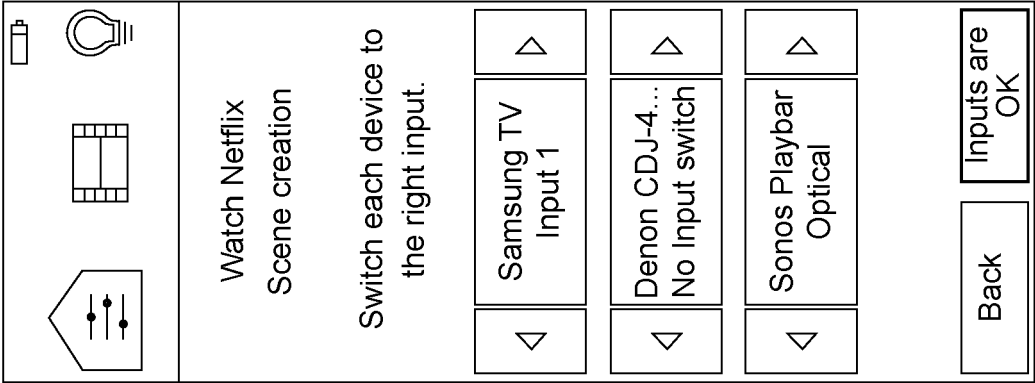 Watch Netflix
Scene creation
Switch each device to
the right input.
Samsung TV
Input 1
Denon CDJ-4...
No Input switch
Sonos Playbar
Optical
Back
Inputs are
OK